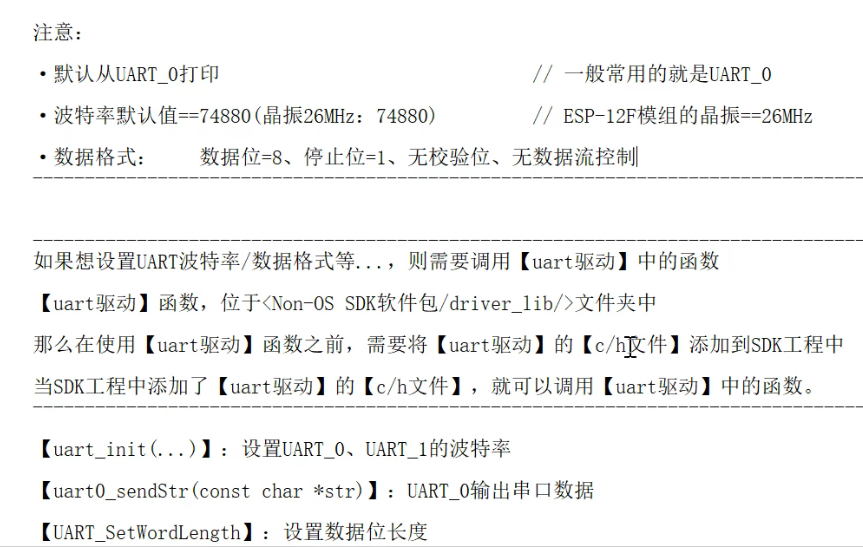 注意：
·默认从UART_0打印 // 一般常用的就是UART_0
·波特率默认值==74880(晶振26MHz：74880) // ESP-12F模组的晶振==26MHz
·数据格式： 数据位=8、停止位=1、无校验位、无数据流控制
如果想设置UART波特率/数据格式等...，则需要调用【uart驱动】中的函数
【uart驱动】函数，位于<Non-OS SDK软件包/driver_lib/>文件夹中
那么在使用【uart驱动】函数之前，需要将【uart驱动】的【c/h文件】添加到SDK工程中
当SDK工程中添加了【uart驱动】的【c/h文件】，就可以调用【uart驱动】中的函数。
【uart_init(...)】：设置UART_0、UART_1的波特率
【uart0_sendStr(const char *str)】：UART_0输出串口数据
【UART_SetWordLength】：设置数据位长度